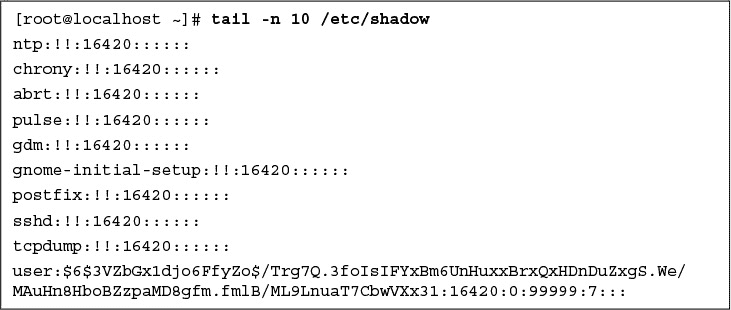 [root@localhost ~]# tail -n 10 /etc/shadow
ntp:!!:16420::::::
chrony:!!:16420::::::
abrt:!!:16420::::::
pulse:!!:16420::::::
gdm:!!:16420::::::
gnome-initial-setup:!!:16420::::::
postfix:!!:16420::::::
sshd:!!:16420::::::
tcpdump:!!:16420::::::
user:$6$3VZbGx1djo6FfyZo$/Trg7Q.3foIsIFYxBm6UnHuxxBrxQxHDnDuZxgS.We/
MAuHn8HboBZzpaMD8gfm.fmlB/ML9LnuaT7CbwVXx31:16420:0:99999:7:::